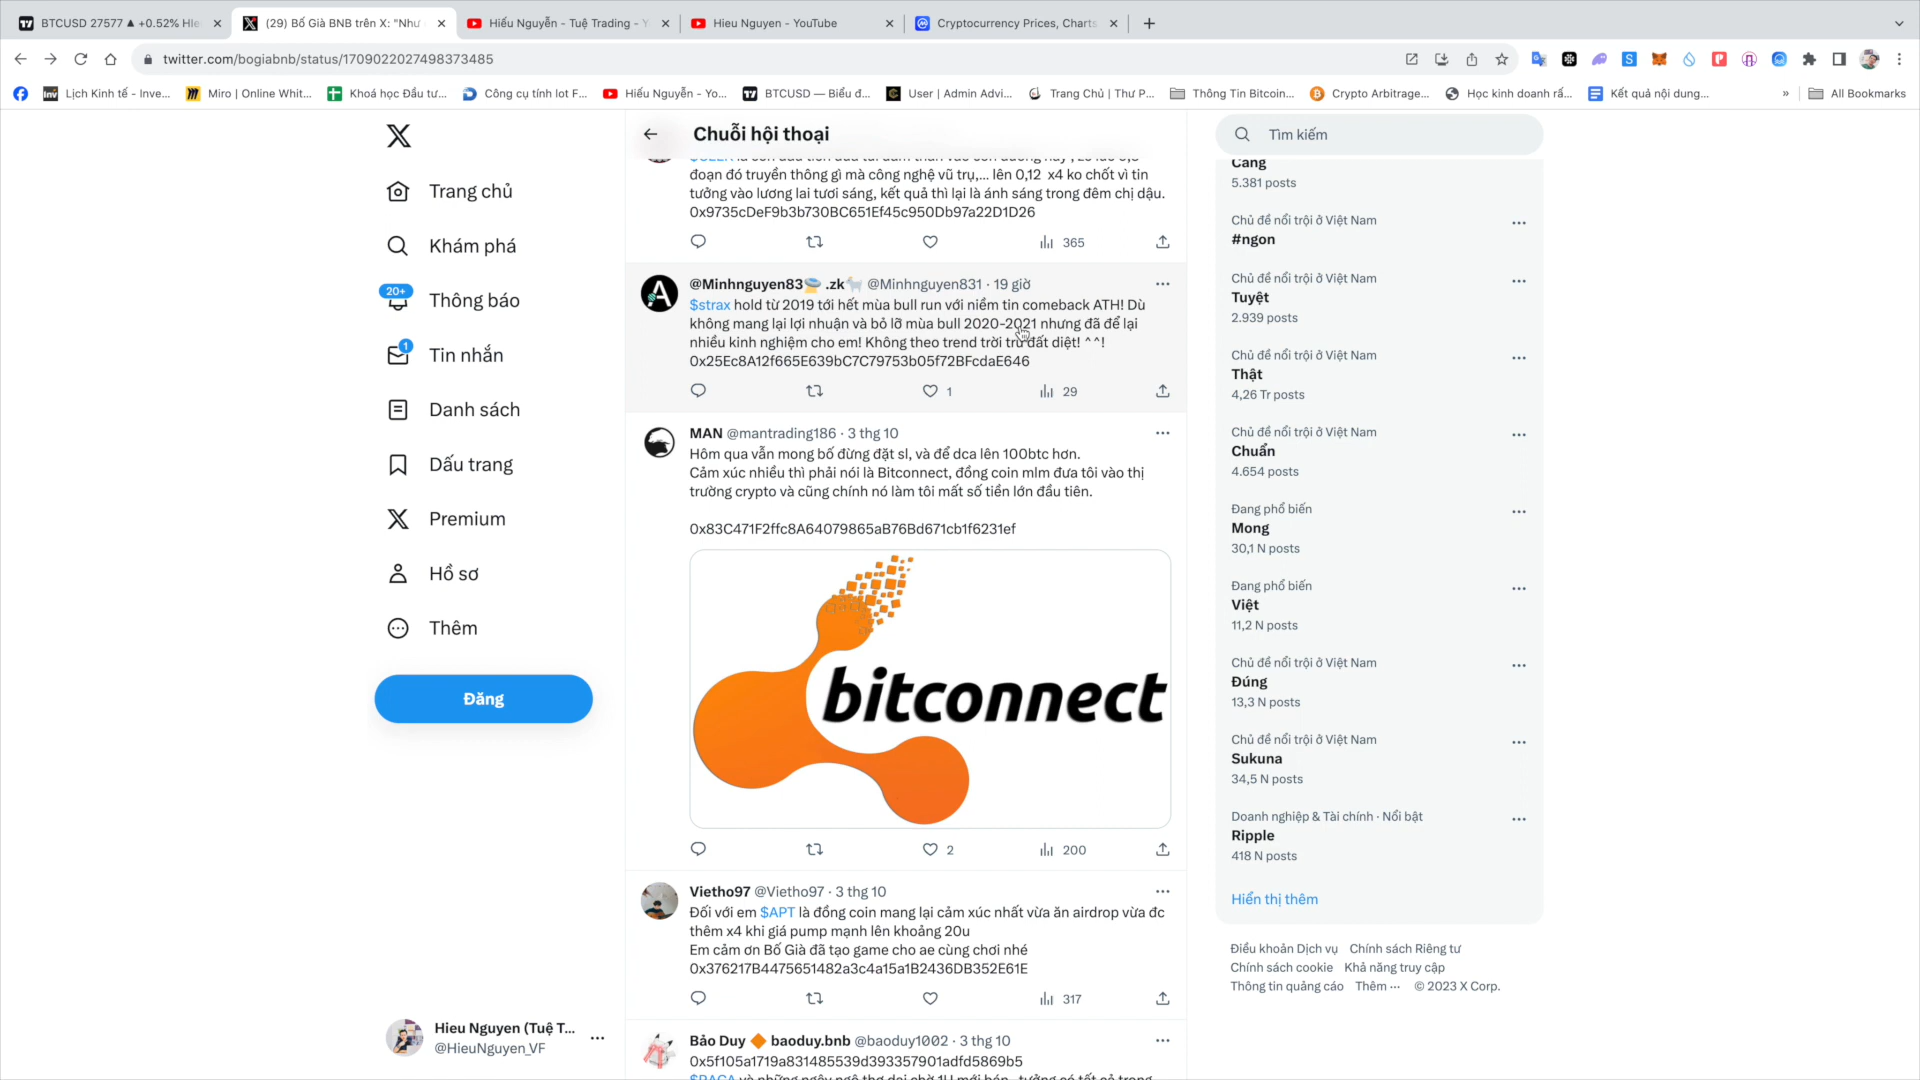 BTCUSD 27577 ▲ +0.52% Hi
(29) Bố Già BNB trên X: "Như
Hiếu Nguyễn - Tuệ Trading - Y
Hieu Nguyen - YouTube
Cryptocurrency Prices, Charts
twitter.com/bogiabnb/status/1709022027498373485
Lịch Kinh tế - Inve...
Miro | Online Whit...
Khoá học Đầu tư...
Công cụ tính lot F...
Hiếu Nguyễn - Yo...
BTCUSD — Biểu đ...
User | Admin Advi...
Trang Chủ | Thư P...
Thông Tin Bitcoin...
Crypto Arbitrage...
Học kinh doanh rấ...
Kết quả nội dung...
»
All Bookmarks
Trang chủ
Khám phá
20+
Thông báo
1
Tin nhắn
Danh sách
Dấu trang
Premium
Hồ sơ
Thêm
Đăng
Hieu Nguyen (Tuệ T...
@HieuNguyen_VF
Chuỗi hội thoại
đoạn đó truyền thông gì mà công nghệ vũ trụ,... lên 0,12 x4 ko chốt vì tin
tưởng vào lương lai tươi sáng, kết quả thì lại là ánh sáng trong đêm chị dậu.
0x9735cDeF9b3b730BC651Ef45c950Db97a22D1D26
365
@Minhnguyen83 .zk @Minhnguyen831 · 19 giờ
$strax hold từ 2019 tới hết mùa bull run với niềm tin comeback ATH! Dù
không mang lại lợi nhuận và bỏ lỡ mùa bull 2020-2021 nhưng đã để lại
nhiều kinh nghiệm cho em! Không theo trend trời tru đất diệt! ^^!
0x25Ec8A12f665E639bC7C79753b05f72BFcdaE646
1
29
MAN @mantrading186 · 3 thg 10
Hôm qua vẫn mong bố đừng đặt sl, và để dca lên 100btc hơn.
Cảm xúc nhiều thì phải nói là Bitconnect, đồng coin mlm đưa tôi vào thị
trường crypto và cũng chính nó làm tôi mất số tiền lớn đầu tiên.
0x83C471F2ffc8A64079865aB76Bd671cb1f6231ef
bitconnect
2
200
Vietho97 @Vietho97 · 3 thg 10
Đối với em $APT là đồng coin mang lại cảm xúc nhất vừa ăn airdrop vừa đc
thêm x4 khi giá pump mạnh lên khoảng 20u
Em cảm ơn Bố Già đã tạo game cho ae cùng chơi nhé
0x376217B4475651482a3c4a15a1B2436DB352E61E
317
Bảo Duy 🔶 baoduy.bnb @baoduy1002 · 3 thg 10
0x5f105a1719a831485539d393357901adfd5869b5
Tìm kiếm
Căng
5.381 posts
Chủ đề nổi trội ở Việt Nam
#ngon
Chủ đề nổi trội ở Việt Nam
Tuyệt
2.939 posts
Chủ đề nổi trội ở Việt Nam
Thật
4,26 Tr posts
Chủ đề nổi trội ở Việt Nam
Chuẩn
4.654 posts
Đang phổ biến
Mong
30,1 N posts
Đang phổ biến
Việt
11,2 N posts
Chủ đề nổi trội ở Việt Nam
Đúng
13,3 N posts
Chủ đề nổi trội ở Việt Nam
Sukuna
34,5 N posts
Doanh nghiệp & Tài chính · Nổi bật
Ripple
418 N posts
Hiển thị thêm
Điều khoản Dịch vụ Chính sách Riêng tư
Chính sách cookie Khả năng truy cập
Thông tin quảng cáo Thêm ··· © 2023 X Corp.